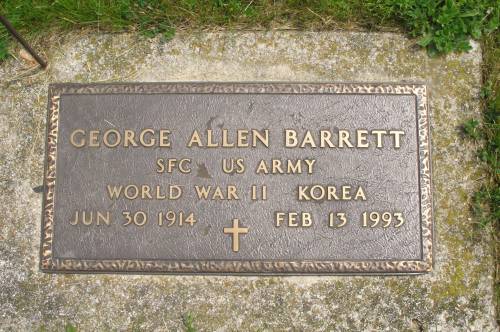 GEORGE ALLEN BARRETT
SFC US ARMY
WORLD WAR II KOREA
JUN 30 1914 FEB 13 1993